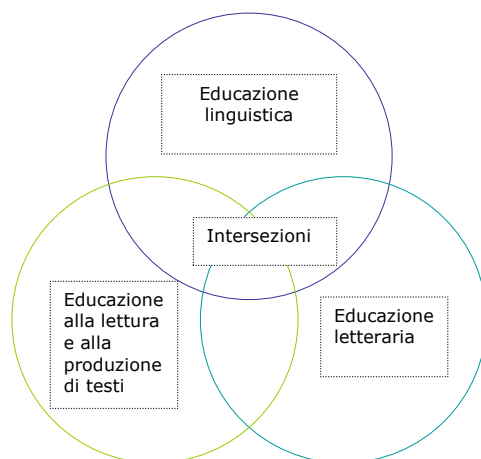 Educazione
linguistica
Intersezioni
Educazione
alla lettura
e alla
produzione
di testi
Educazione
letteraria